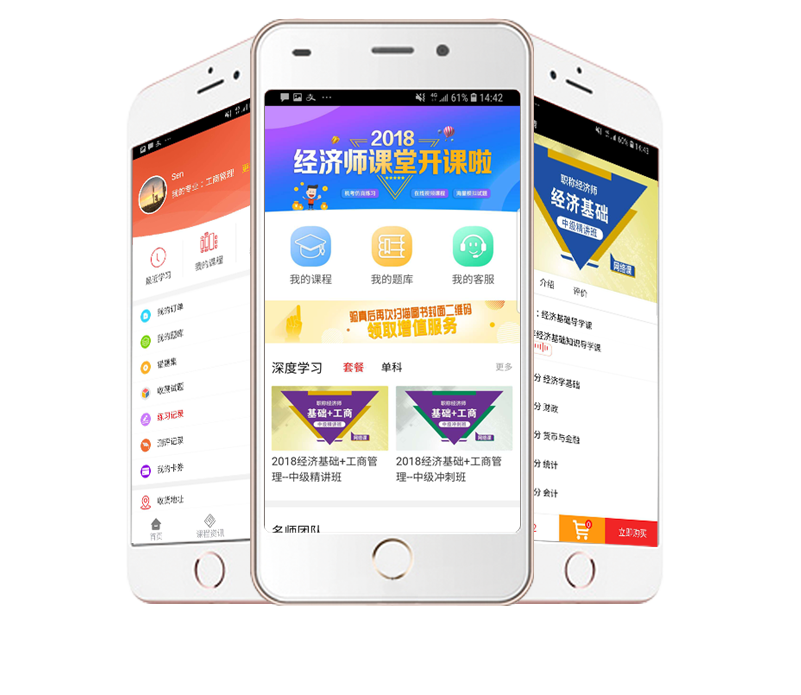 Sen
我的专业：工商管理
最近学习
我的课程
我的订单
我的题库
错题集
收藏试题
练习记录
测评记录
我的卡券
收货地址
首页
课程资讯
4G 61% 14:42
2018
经济师课堂开课啦
在线视频课程
海量模拟试题
我的课程
我的题库
我的客服
验真后再次扫描图书封面二维码
领取增值服务
深度学习
套餐
单科
更多
职称经济师
基础+工商
中级精讲班
网络课
职称经济师
基础+工商
中级冲刺班
网络课
2018经济基础+工商管
理--中级精讲班
2018经济基础+工商管
理--中级冲刺班
名师团队
60% 14:43
职称经济师
经济基础
中级精讲班
网络课
介绍
评价
：经济基础导学课
经济基础知识导学课
分 经济学基础
分 财政
分 货币与金融
分 统计
分 会计
0
立即购买